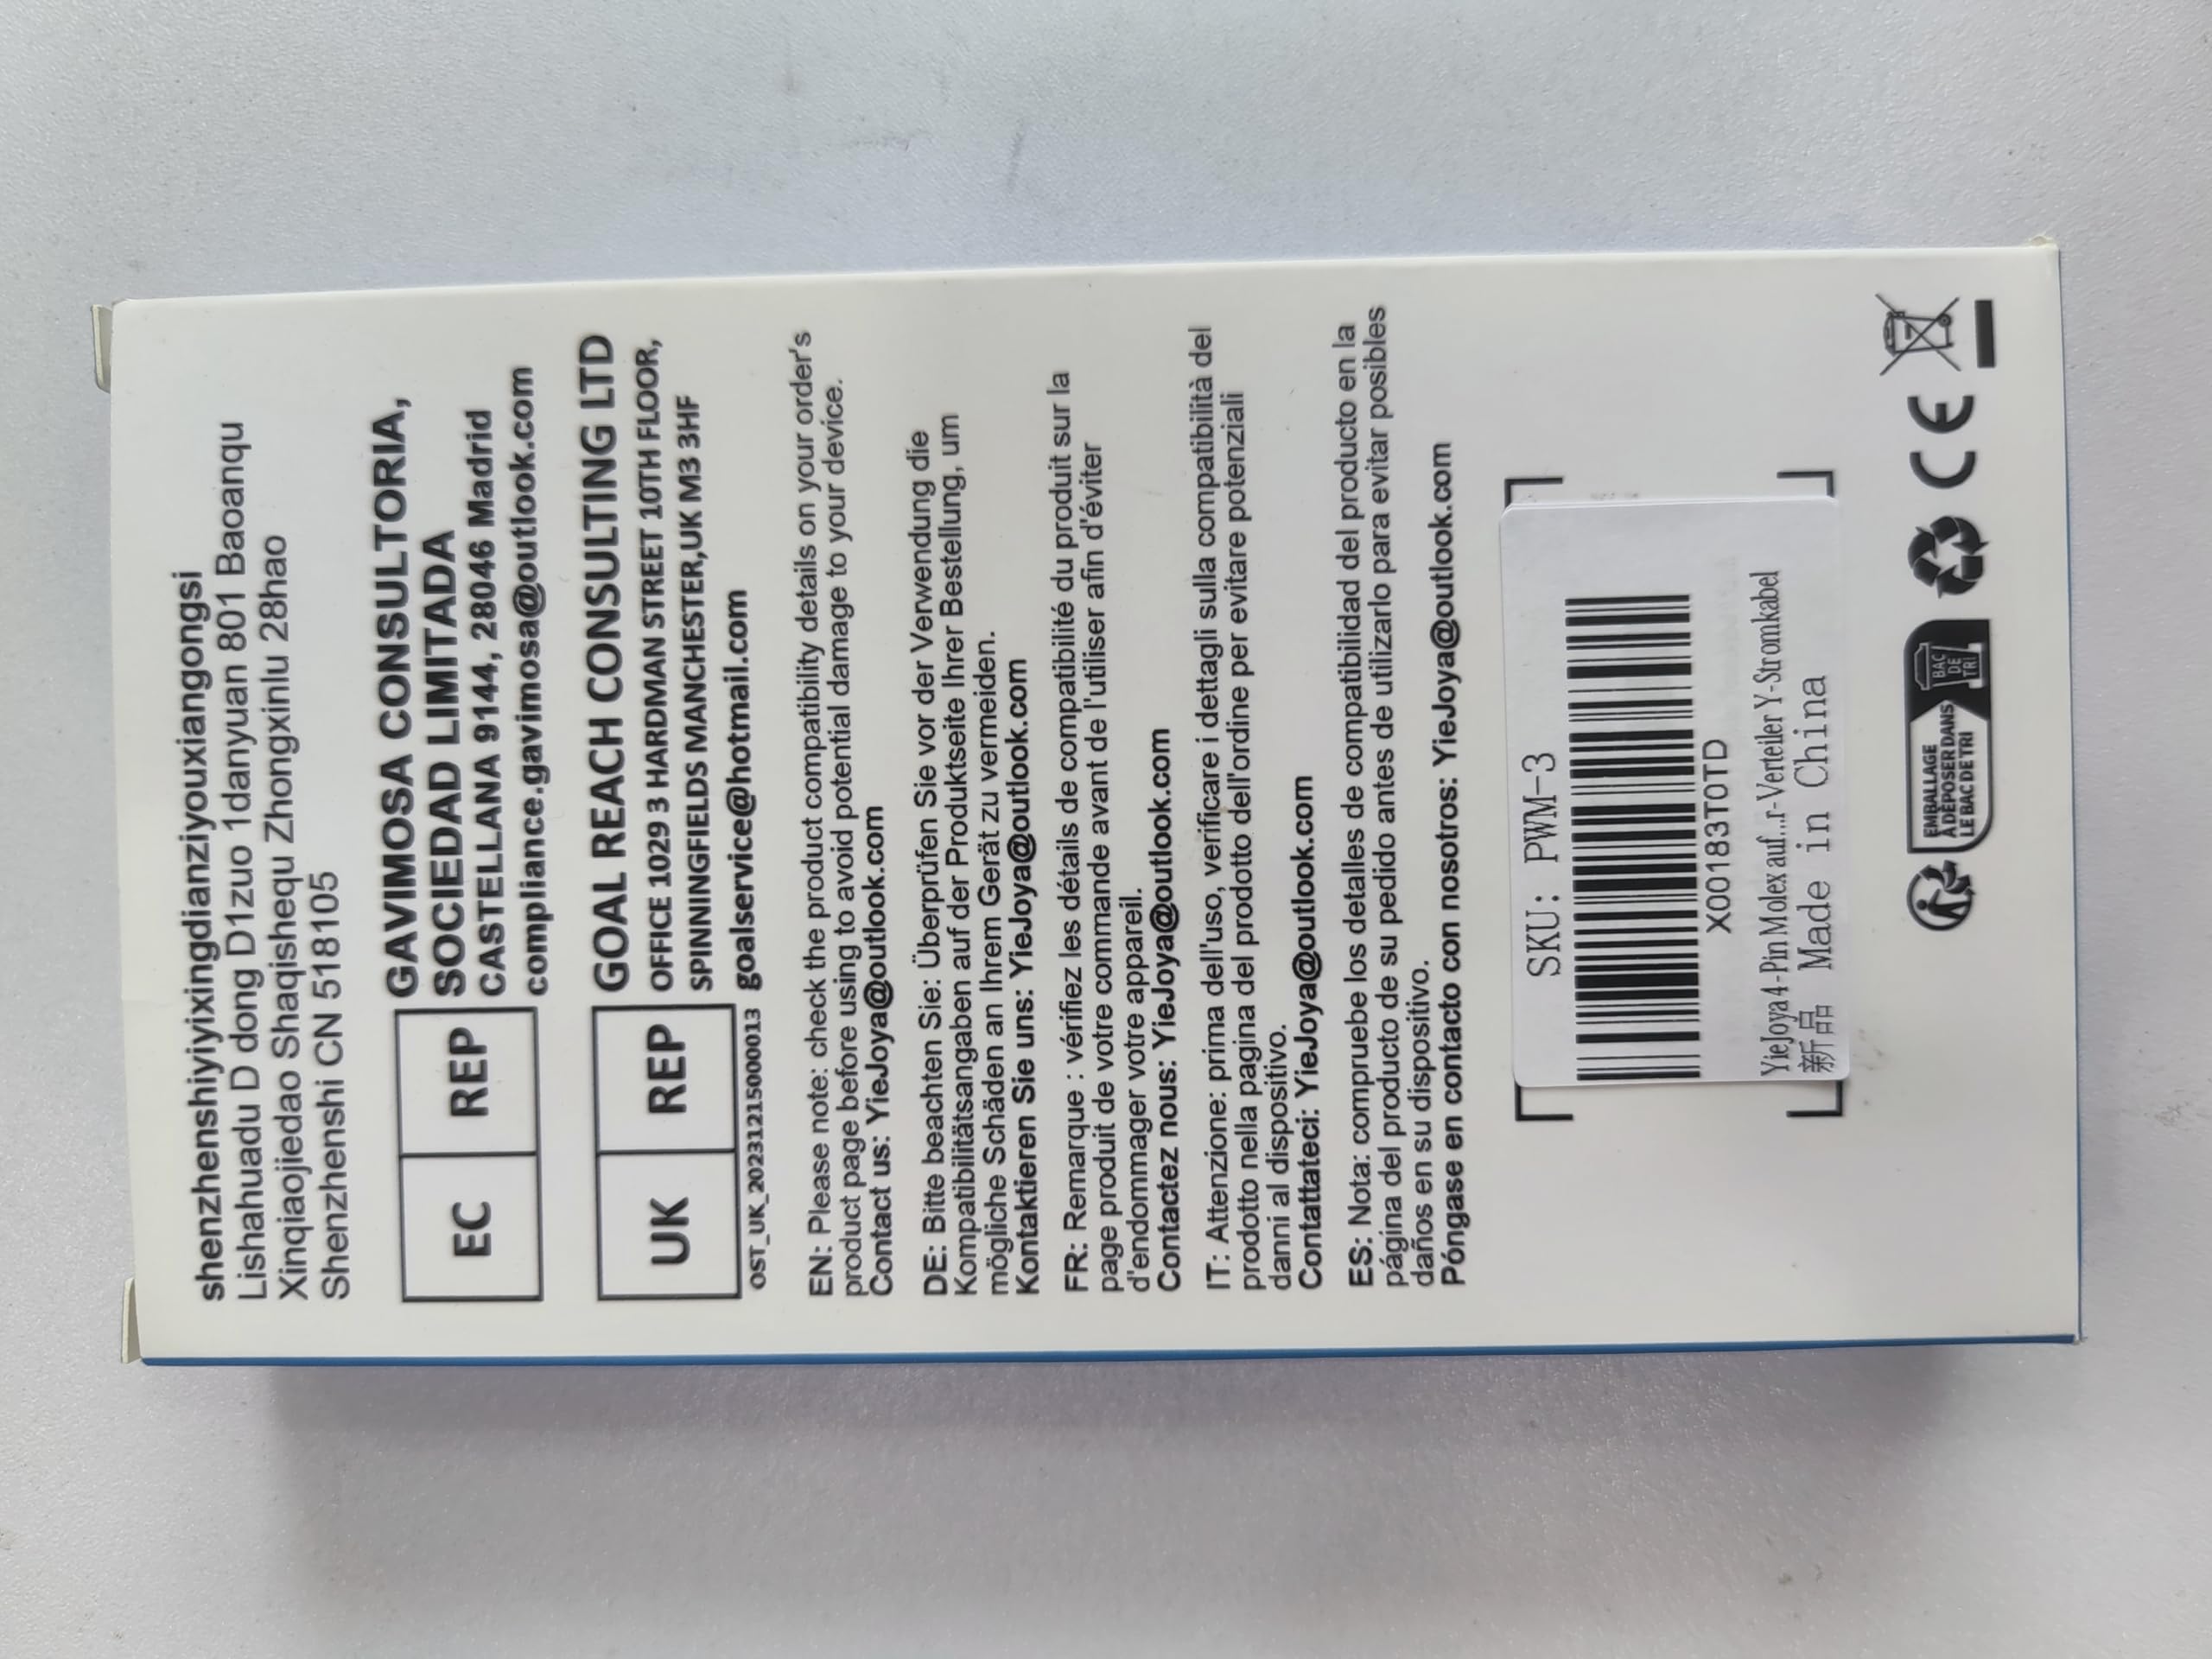 shenzhenshiyiyixingdianziyouxiangongsi
Lishahuadu D dong D1zuo 1danyuan 801 Baoanqu
Xinqiaojiedao Shaqishequ Zhongxinlu 28hao
Shenzhenshi CN 518105
EC REP
GAVIMOSA CONSULTORIA,
SOCIEDAD LIMITADA
CASTELLANA 9144, 28046 Madrid
compliance.gavimosa@outlook.com
UK REP
GOAL REACH CONSULTING LTD
OFFICE 1029 3 HARDMAN STREET 10TH FLOOR,
SPINNINGFIELDS MANCHESTER,UK M3 3HF
OST_UK_20231215000013 goalservice@hotmail.com
EN: Please note: check the product compatibility details on your order's
product page before using to avoid potential damage to your device.
Contact us: YieJoya@outlook.com
DE: Bitte beachten Sie: Überprüfen Sie vor der Verwendung die
Kompatibilitätsangaben auf der Produktseite Ihrer Bestellung, um
mögliche Schäden an Ihrem Gerät zu vermeiden.
Kontaktieren Sie uns: YieJoya@outlook.com
FR: Remarque : vérifiez les détails de compatibilité du produit sur la
page produit de votre commande avant de l'utiliser afin d'éviter
d'endommager votre appareil.
Contactez nous: YieJoya@outlook.com
IT: Attenzione: prima dell'uso, verificare i dettagli sulla compatibilità del
prodotto nella pagina del prodotto dell'ordine per evitare potenziali
danni al dispositivo.
Contattateci: YieJoya@outlook.com
ES: Nota: compruebe los detalles de compatibilidad del producto en la
página del producto de su pedido antes de utilizarlo para evitar posibles
daños en su dispositivo.
Póngase en contacto con nosotros: YieJoya@outlook.com
SKU: PWM-3
X00183T0TD
YieJoya 4-Pin Molex auf...r-Verteiler Y-Stromkabel
新品 Made in China
EMBALLAGE
À DÉPOSER DANS
LE BAC DE TRI
BAC
DE
TRI
CE